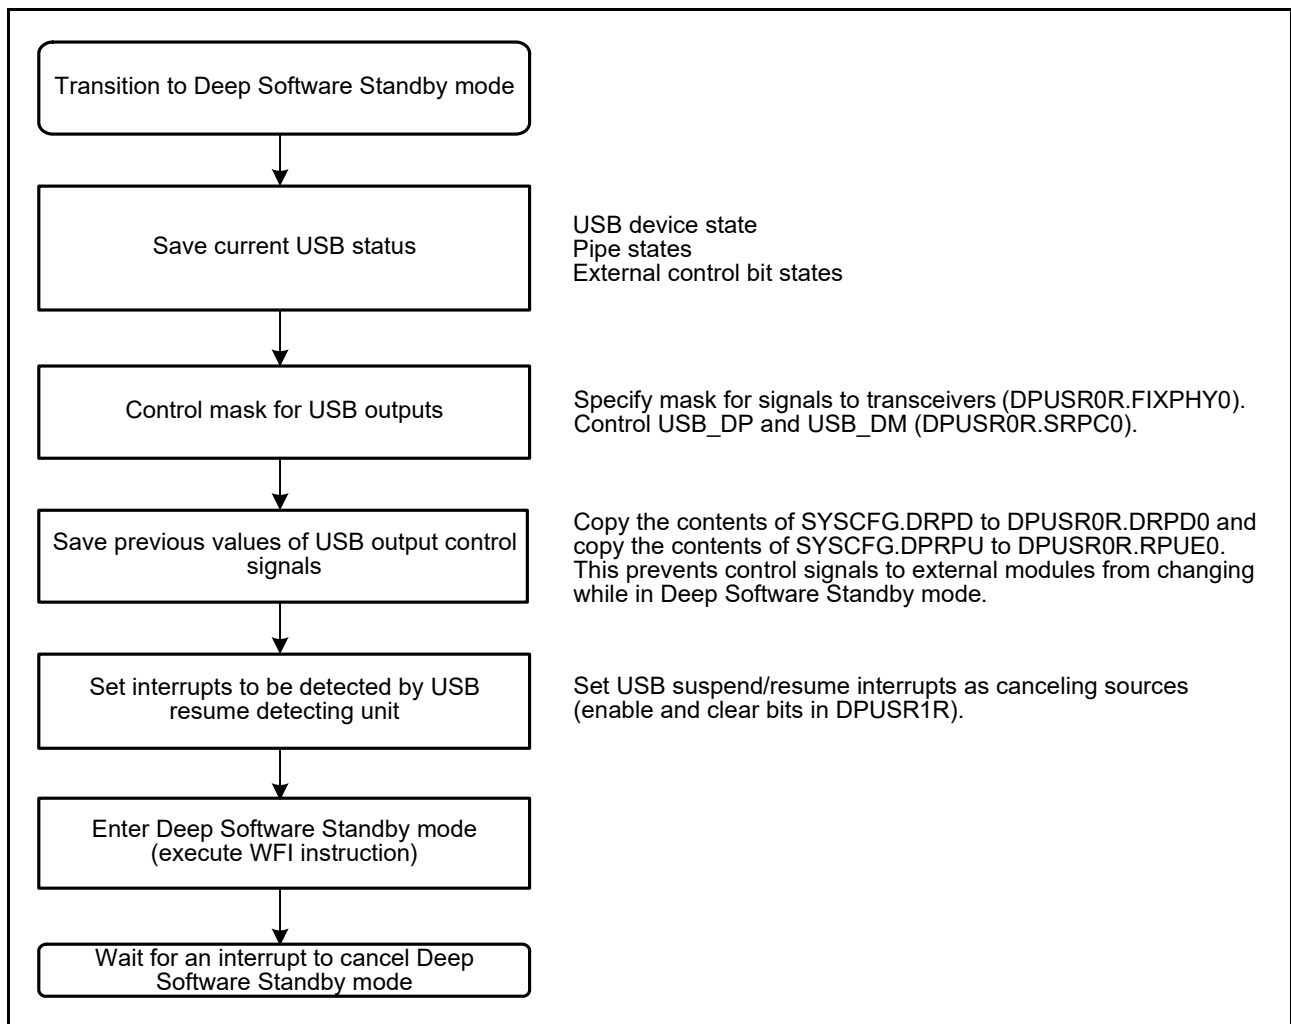 Transition to Deep Software Standby mode
Save current USB status
USB device state
Pipe states
External control bit states
Control mask for USB outputs
Specify mask for signals to transceivers (DPUSR0R.FIXPHY0).
Control USB_DP and USB_DM (DPUSR0R.SRPC0).
Save previous values of USB output control
signals
Copy the contents of SYSCFG.DRPD to DPUSR0R.DRPD0 and
copy the contents of SYSCFG.DPRPU to DPUSR0R.RPUE0.
This prevents control signals to external modules from changing
while in Deep Software Standby mode.
Set interrupts to be detected by USB
resume detecting unit
Set USB suspend/resume interrupts as canceling sources
(enable and clear bits in DPUSR1R).
Enter Deep Software Standby mode
(execute WFI instruction)
Wait for an interrupt to cancel Deep
Software Standby mode